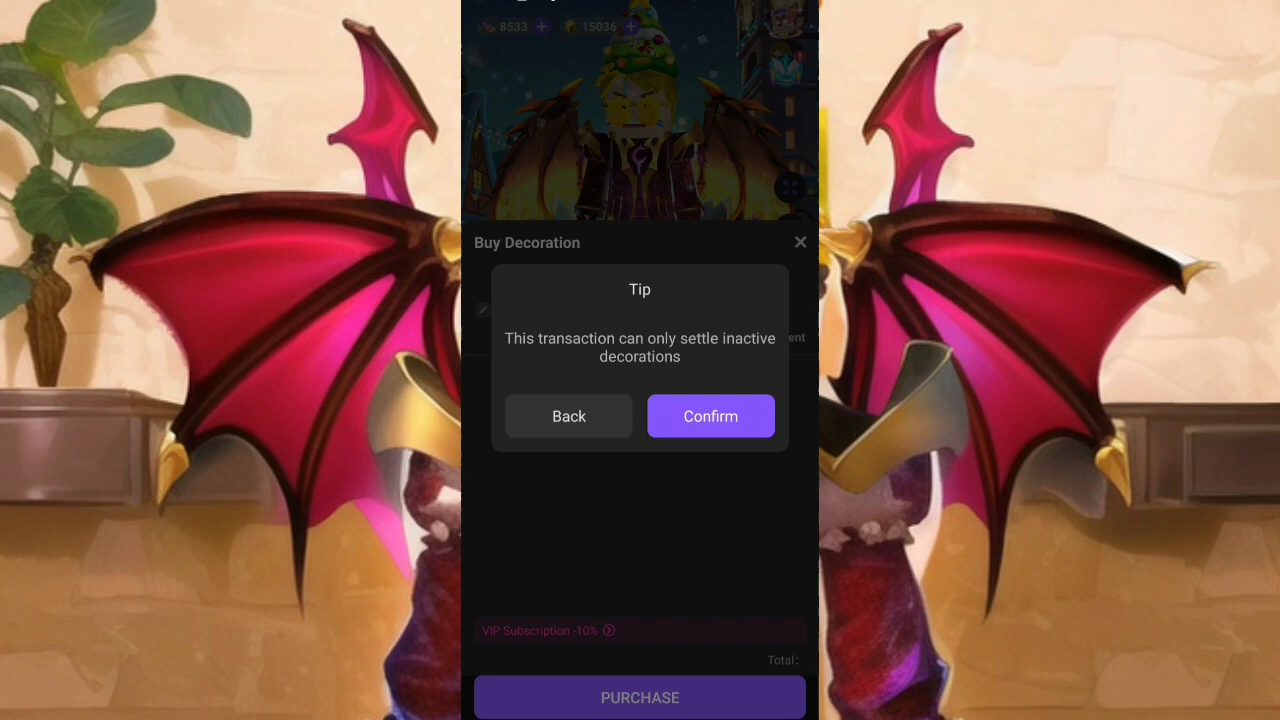 8533 + 15036 +
Buy Decoration ×
Tip
This transaction can only settle inactive
decorations
ent
Back Confirm
VIP Subscription -10%
Total:
PURCHASE